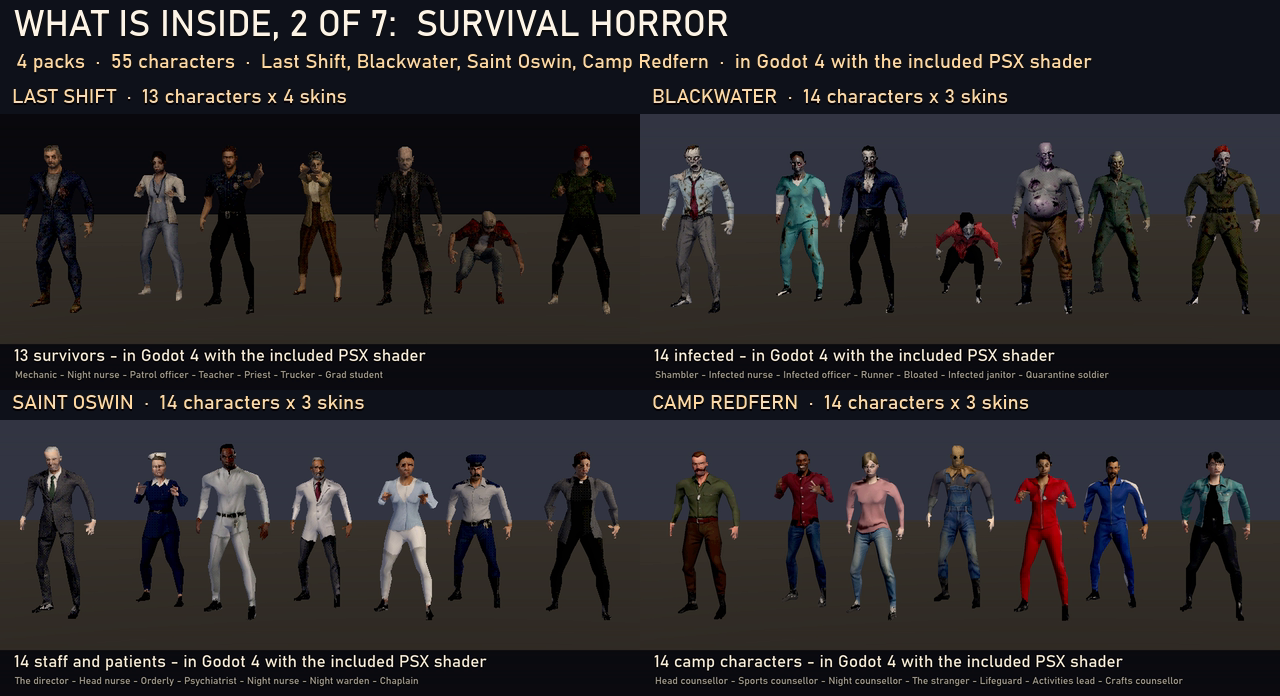 WHAT IS INSIDE, 2 OF 7: SURVIVAL HORROR
4 packs · 55 characters · Last Shift, Blackwater, Saint Oswin, Camp Redfern · in Godot 4 with the included PSX shader
LAST SHIFT · 13 characters x 4 skins
13 survivors - in Godot 4 with the included PSX shader
Mechanic - Night nurse - Patrol officer - Teacher - Priest - Trucker - Grad student
BLACKWATER · 14 characters x 3 skins
14 infected - in Godot 4 with the included PSX shader
Shambler - Infected nurse - Infected officer - Runner - Bloated - Infected janitor - Quarantine soldier
SAINT OSWIN · 14 characters x 3 skins
14 staff and patients - in Godot 4 with the included PSX shader
The director - Head nurse - Orderly - Psychiatrist - Night nurse - Night warden - Chaplain
CAMP REDFERN · 14 characters x 3 skins
14 camp characters - in Godot 4 with the included PSX shader
Head counsellor - Sports counsellor - Night counsellor - The stranger - Lifeguard - Activities lead - Crafts counsellor